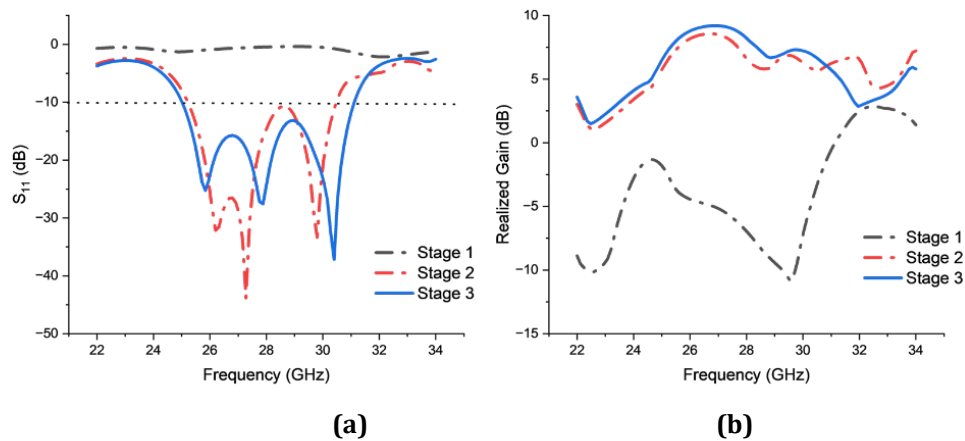 0
−10
−20
−30
−40
−50
S11 (dB)
22 24 26 28 30 32 34
Frequency (GHz)
Stage 1
Stage 2
Stage 3
(a)
10
5
0
−5
−10
−15
Realized Gain (dB)
22 24 26 28 30 32 34
Frequency (GHz)
Stage 1
Stage 2
Stage 3
(b)